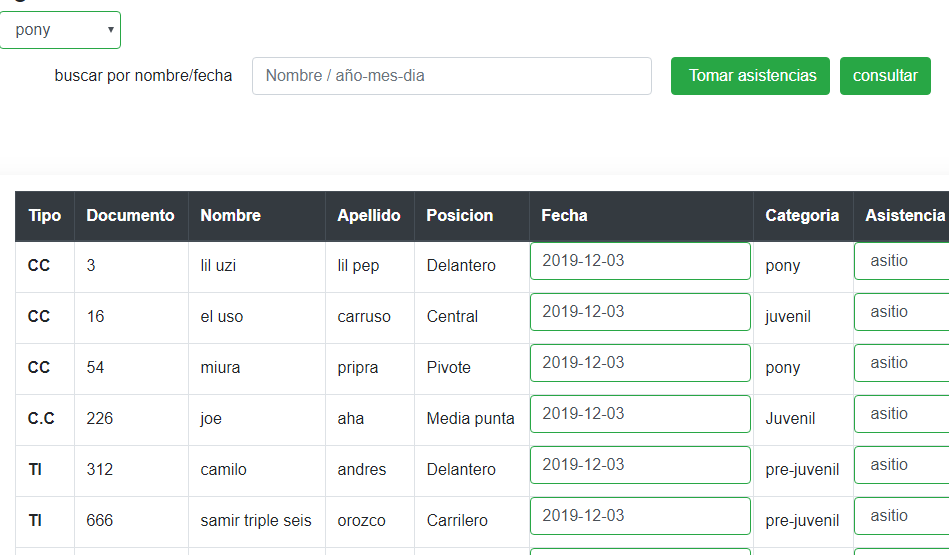 pony
buscar por nombre/fecha Nombre / año-mes-dia Tomar asistencias consultar
Tipo Documento Nombre Apellido Posicion Fecha Categoria Asistencia
CC 3 lil uzi lil pep Delantero 2019-12-03 pony asitio
CC 16 el uso carruso Central 2019-12-03 juvenil asitio
CC 54 miura pripra Pivote 2019-12-03 pony asitio
C.C 226 joe aha Media punta 2019-12-03 Juvenil asitio
TI 312 camilo andres Delantero 2019-12-03 pre-juvenil asitio
TI 666 samir triple seis orozco Carrilero 2019-12-03 pre-juvenil asitio